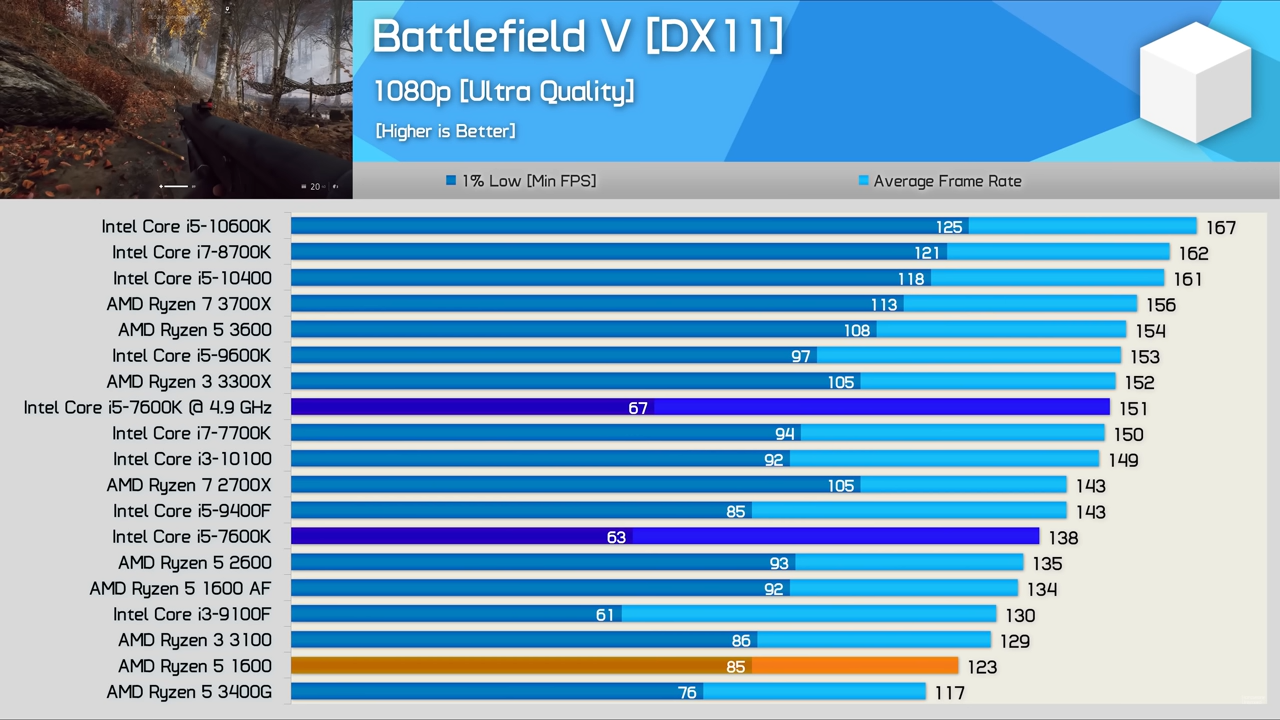 Battlefield V [DX11]
1080p [Ultra Quality]
[Higher is Better]
20
1% Low [Min FPS] Average Frame Rate
Intel Core i5-10600K 125 167
Intel Core i7-8700K 121 162
Intel Core i5-10400 118 161
AMD Ryzen 7 3700X 113 156
AMD Ryzen 5 3600 108 154
Intel Core i5-9600K 97 153
AMD Ryzen 3 3300X 105 152
Intel Core i5-7600K @ 4.9 GHz 67 151
Intel Core i7-7700K 94 150
Intel Core i3-10100 92 149
AMD Ryzen 7 2700X 105 143
Intel Core i5-9400F 85 143
Intel Core i5-7600K 63 138
AMD Ryzen 5 2600 93 135
AMD Ryzen 5 1600 AF 92 134
Intel Core i3-9100F 61 130
AMD Ryzen 3 3100 86 129
AMD Ryzen 5 1600 85 123
AMD Ryzen 5 3400G 76 117